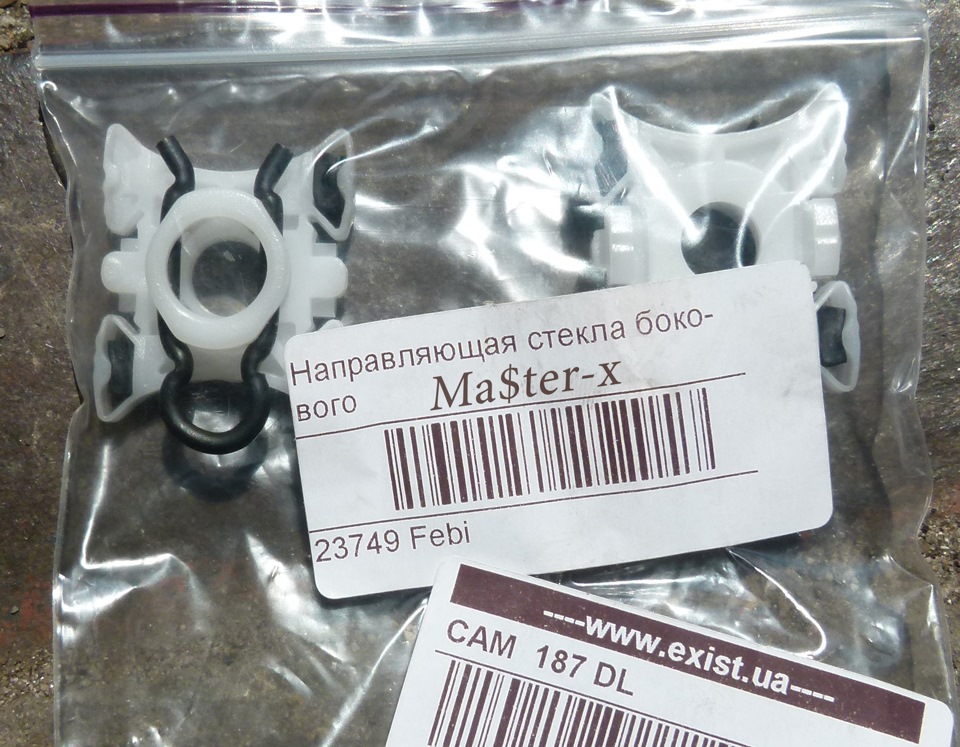 Направляющая стекла боко-
вого
Ma$ter-x
23749 Febi
----www.exist.ua----
CAM 187 DL